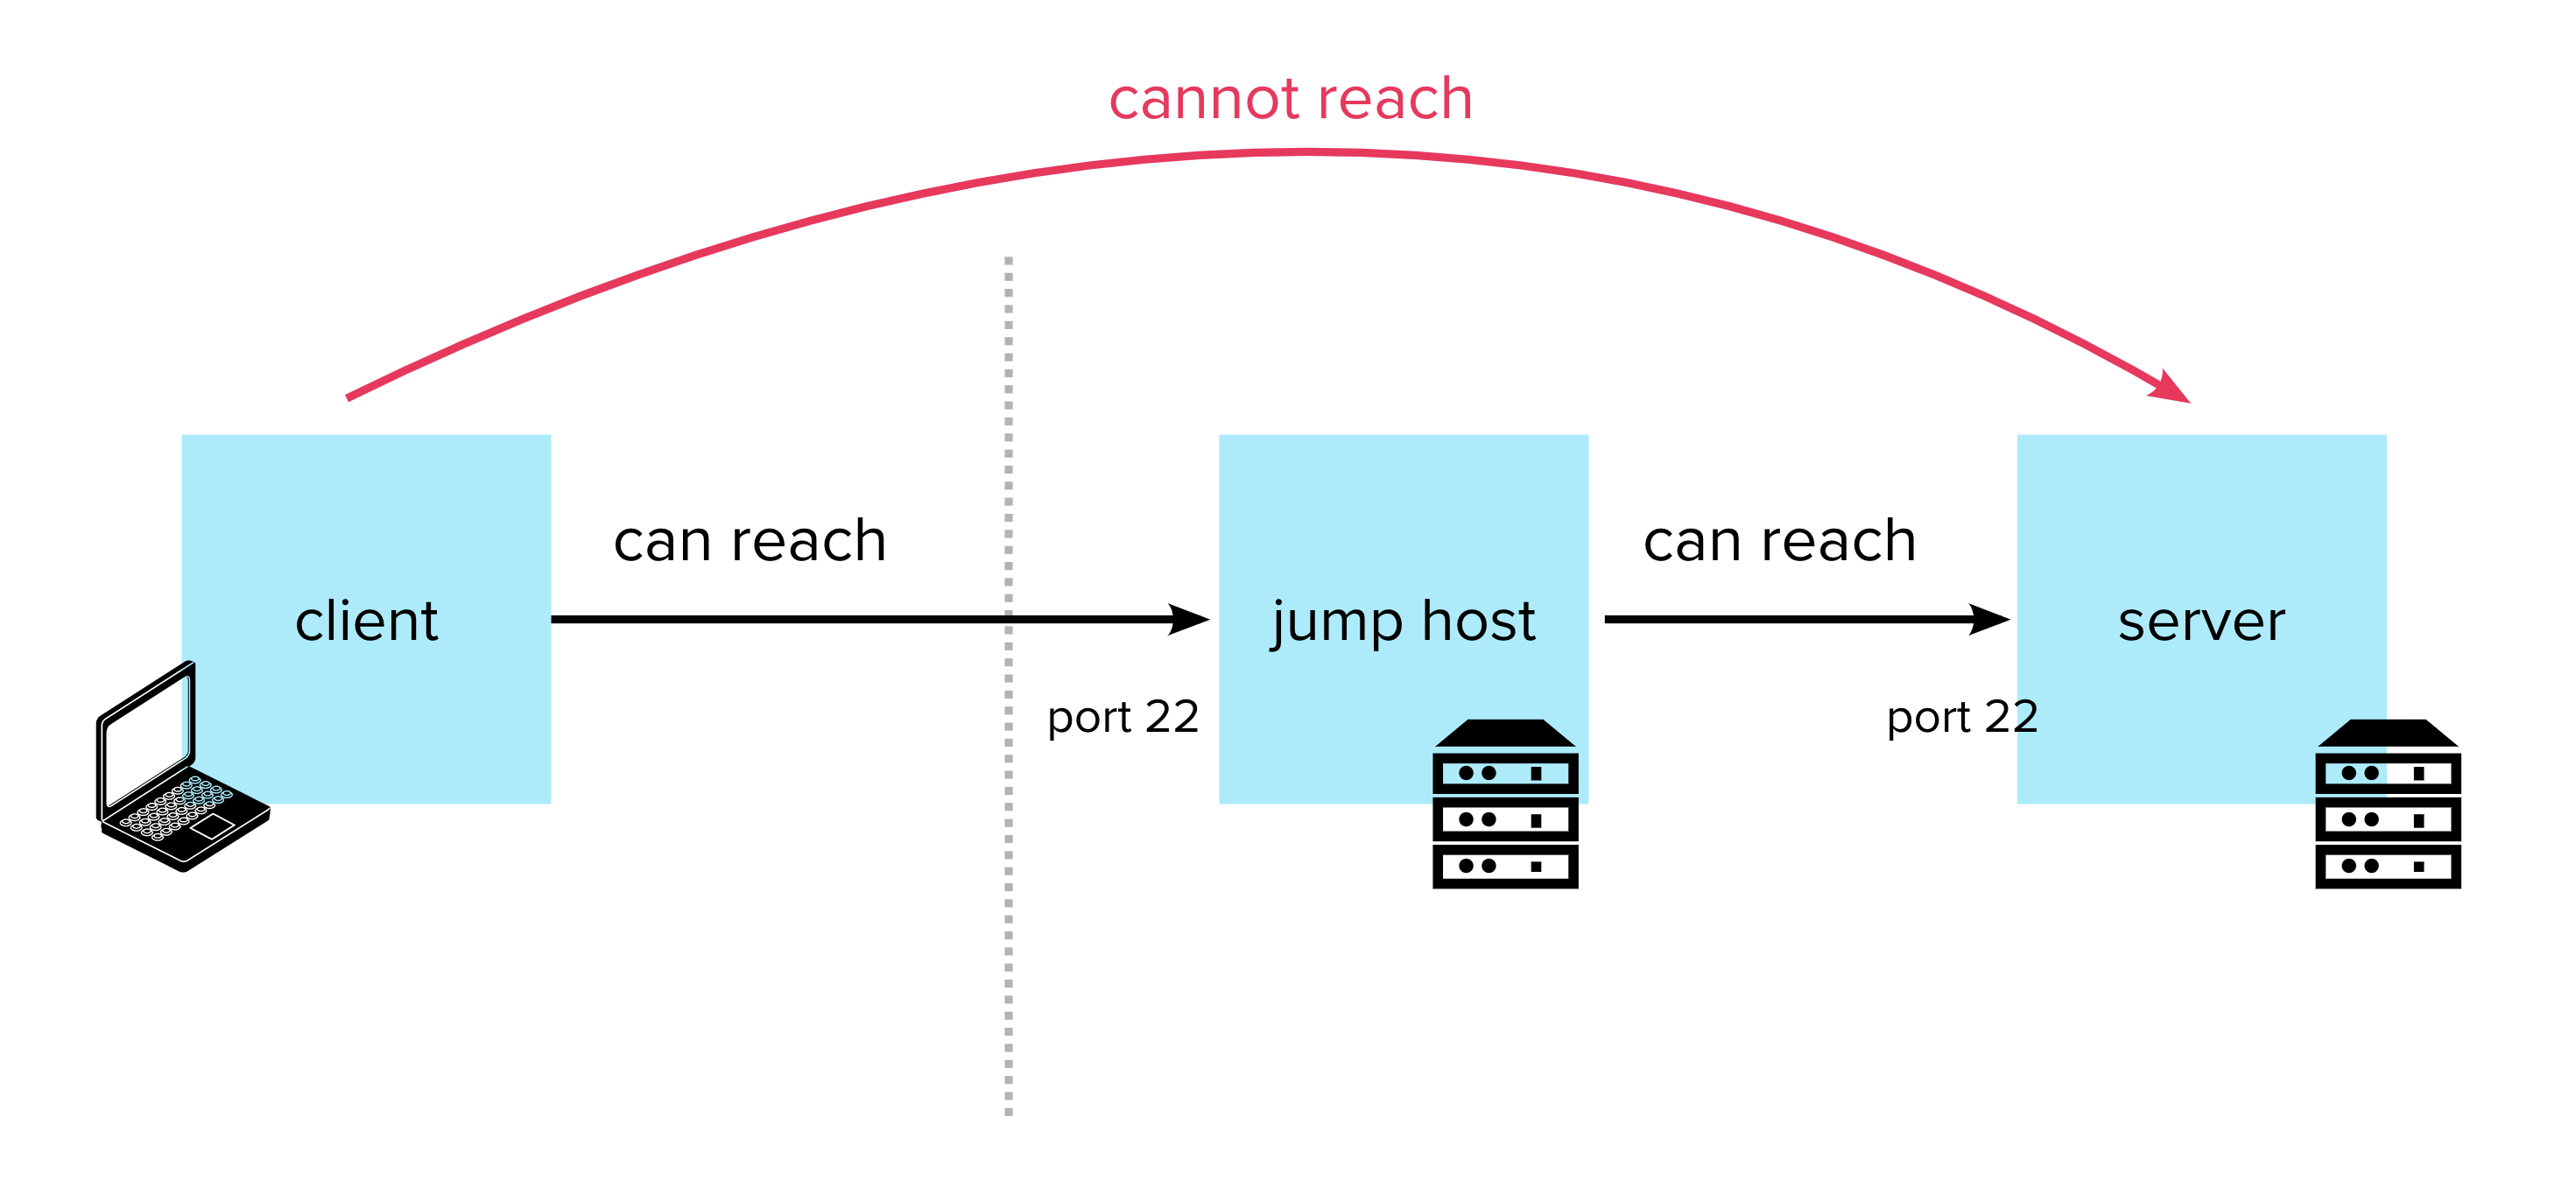 cannot reach
can reach
can reach
client
jump host
server
port 22
port 22